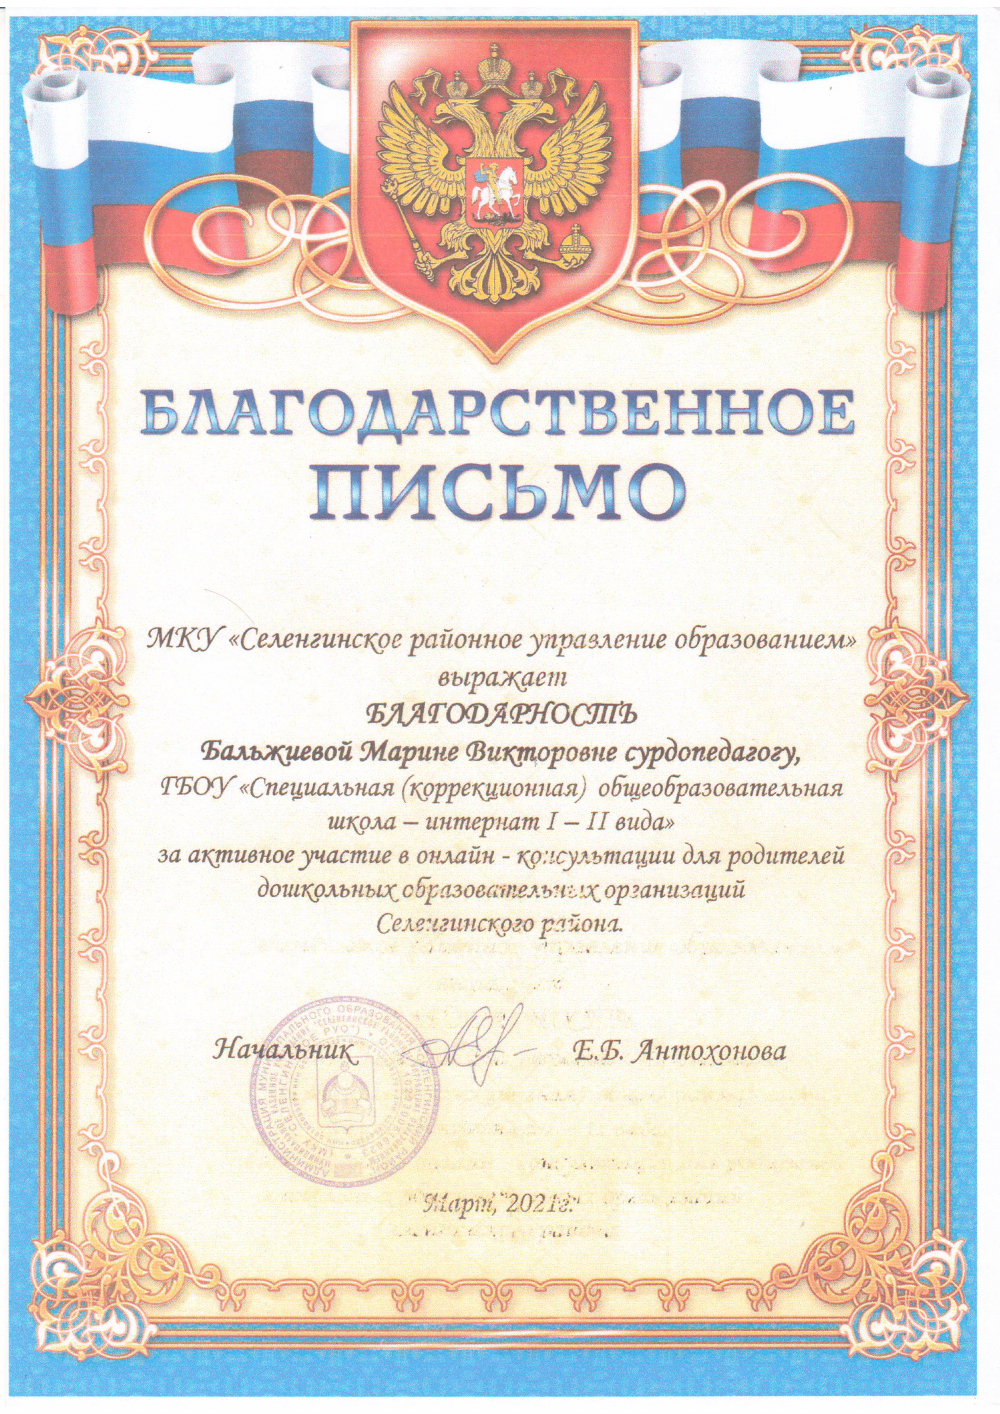 БЛАГОДАРСТВЕННОЕ
ПИСЬМО
МКУ «Селенгинское районное управление образованием»
выражает
БЛАГОДАРНОСТЬ
Бальжиевой Марине Викторовне сурдопедагогу,
ГБОУ «Специальная (коррекционная) общеобразовательная
школа – интернат I – II вида»
за активное участие в онлайн - консультации для родителей
дошкольных образовательных организаций
Селенгинского района.
Начальник Е.Б. Антохонова
Март, 2021г.